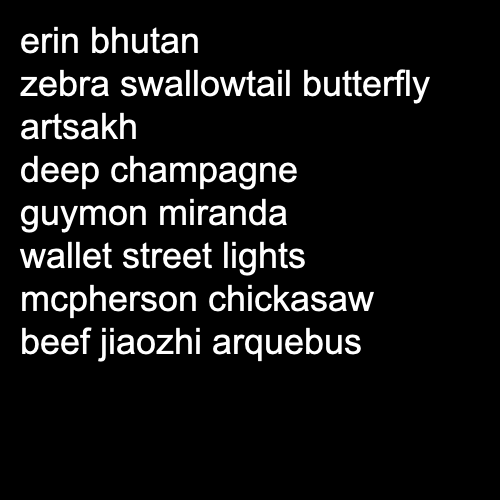 erin bhutan
zebra swallowtail butterfly
artsakh
deep champagne
guymon miranda
wallet street lights
mcpherson chickasaw
beef jiaozhi arquebus